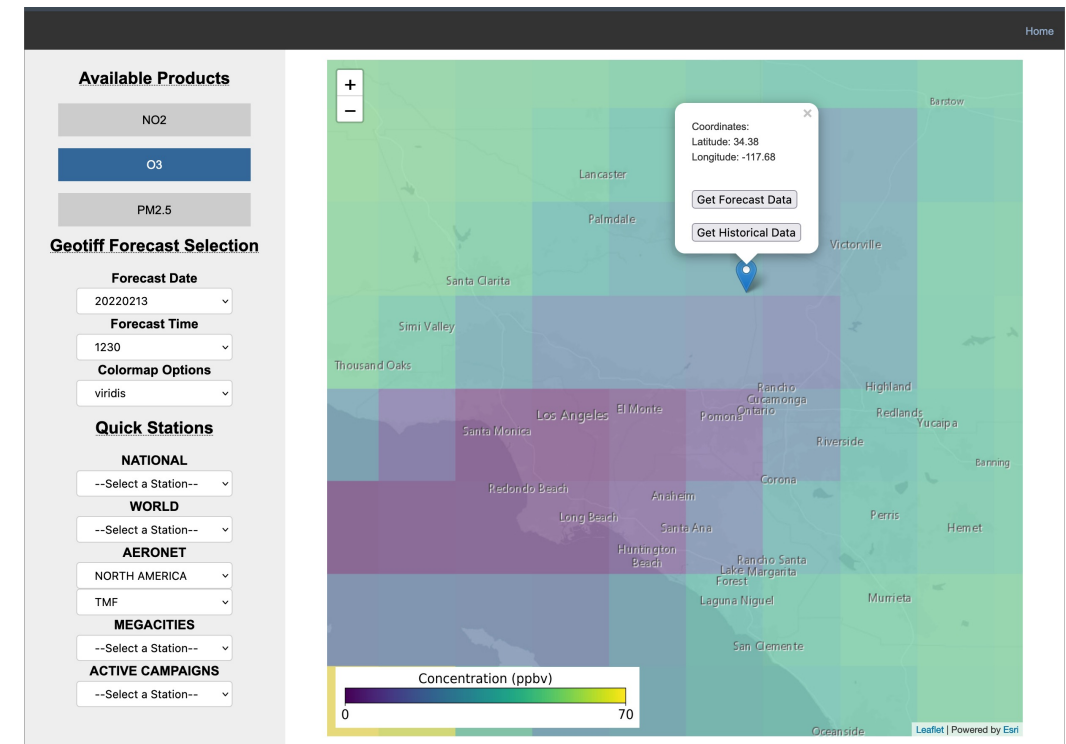 Home
Available Products
NO2
O3
PM2.5
Geotiff Forecast Selection
Forecast Date
20220213
Forecast Time
1230
Colormap Options
viridis
Quick Stations
NATIONAL
--Select a Station--
WORLD
--Select a Station--
AERONET
NORTH AMERICA
TMF
MEGACITIES
--Select a Station--
ACTIVE CAMPAIGNS
--Select a Station--
+
−
×
Coordinates:
Latitude: 34.38
Longitude: -117.68
Get Forecast Data
Get Historical Data
Barstow
Lancaster
Palmdale
Victorville
Santa Clarita
Simi Valley
Thousand Oaks
Rancho
Cucamonga
Highland
Los Angeles
El Monte
Pomona
Ontario
Redlands
Yucaipa
Santa Monica
Riverside
Banning
Corona
Redondo Beach
Anaheim
Long Beach
Santa Ana
Perris
Hemet
Huntington
Beach
Rancho Santa
Margarita
Lake
Forest
Laguna Niguel
Murrieta
San Clemente
Concentration (ppbv)
0 70
Oceanside
Leaflet | Powered by Esri